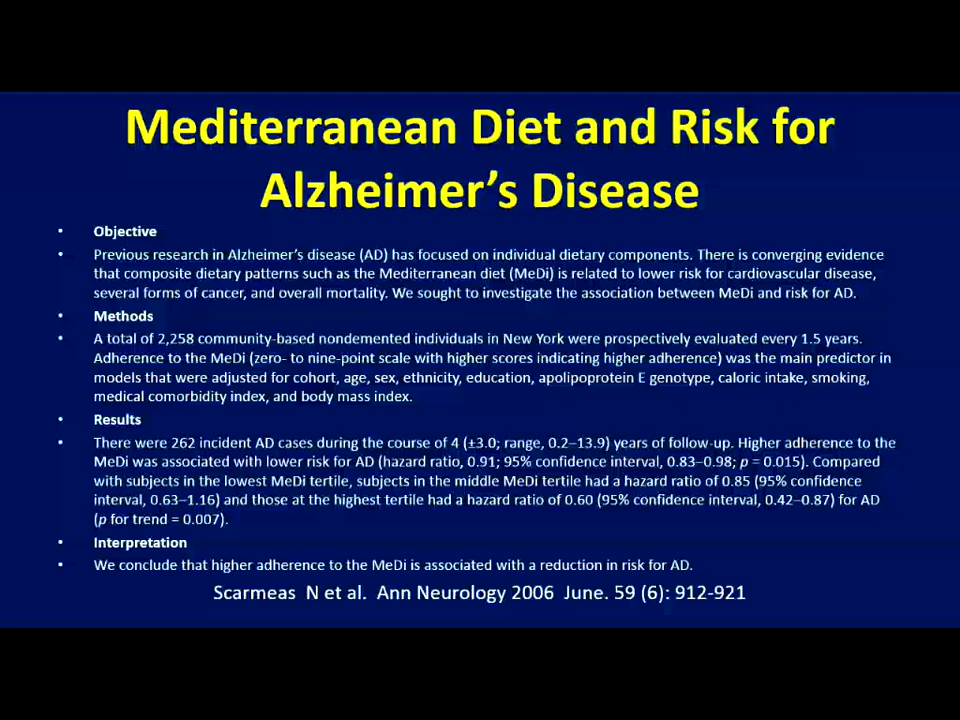 Mediterranean Diet and Risk for
Alzheimer’s Disease
• Objective
• Previous research in Alzheimer’s disease (AD) has focused on individual dietary components. There is converging evidence
that composite dietary patterns such as the Mediterranean diet (MeDi) is related to lower risk for cardiovascular disease,
several forms of cancer, and overall mortality. We sought to investigate the association between MeDi and risk for AD.
• Methods
• A total of 2,258 community-based nondemented individuals in New York were prospectively evaluated every 1.5 years.
Adherence to the MeDi (zero- to nine-point scale with higher scores indicating higher adherence) was the main predictor in
models that were adjusted for cohort, age, sex, ethnicity, education, apolipoprotein E genotype, caloric intake, smoking,
medical comorbidity index, and body mass index.
• Results
• There were 262 incident AD cases during the course of 4 (±3.0; range, 0.2–13.9) years of follow-up. Higher adherence to the
MeDi was associated with lower risk for AD (hazard ratio, 0.91; 95% confidence interval, 0.83–0.98; p = 0.015). Compared
with subjects in the lowest MeDi tertile, subjects in the middle MeDi tertile had a hazard ratio of 0.85 (95% confidence
interval, 0.63–1.16) and those at the highest tertile had a hazard ratio of 0.60 (95% confidence interval, 0.42–0.87) for AD
(p for trend = 0.007).
• Interpretation
• We conclude that higher adherence to the MeDi is associated with a reduction in risk for AD.
Scarmeas N et al. Ann Neurology 2006 June. 59 (6): 912-921